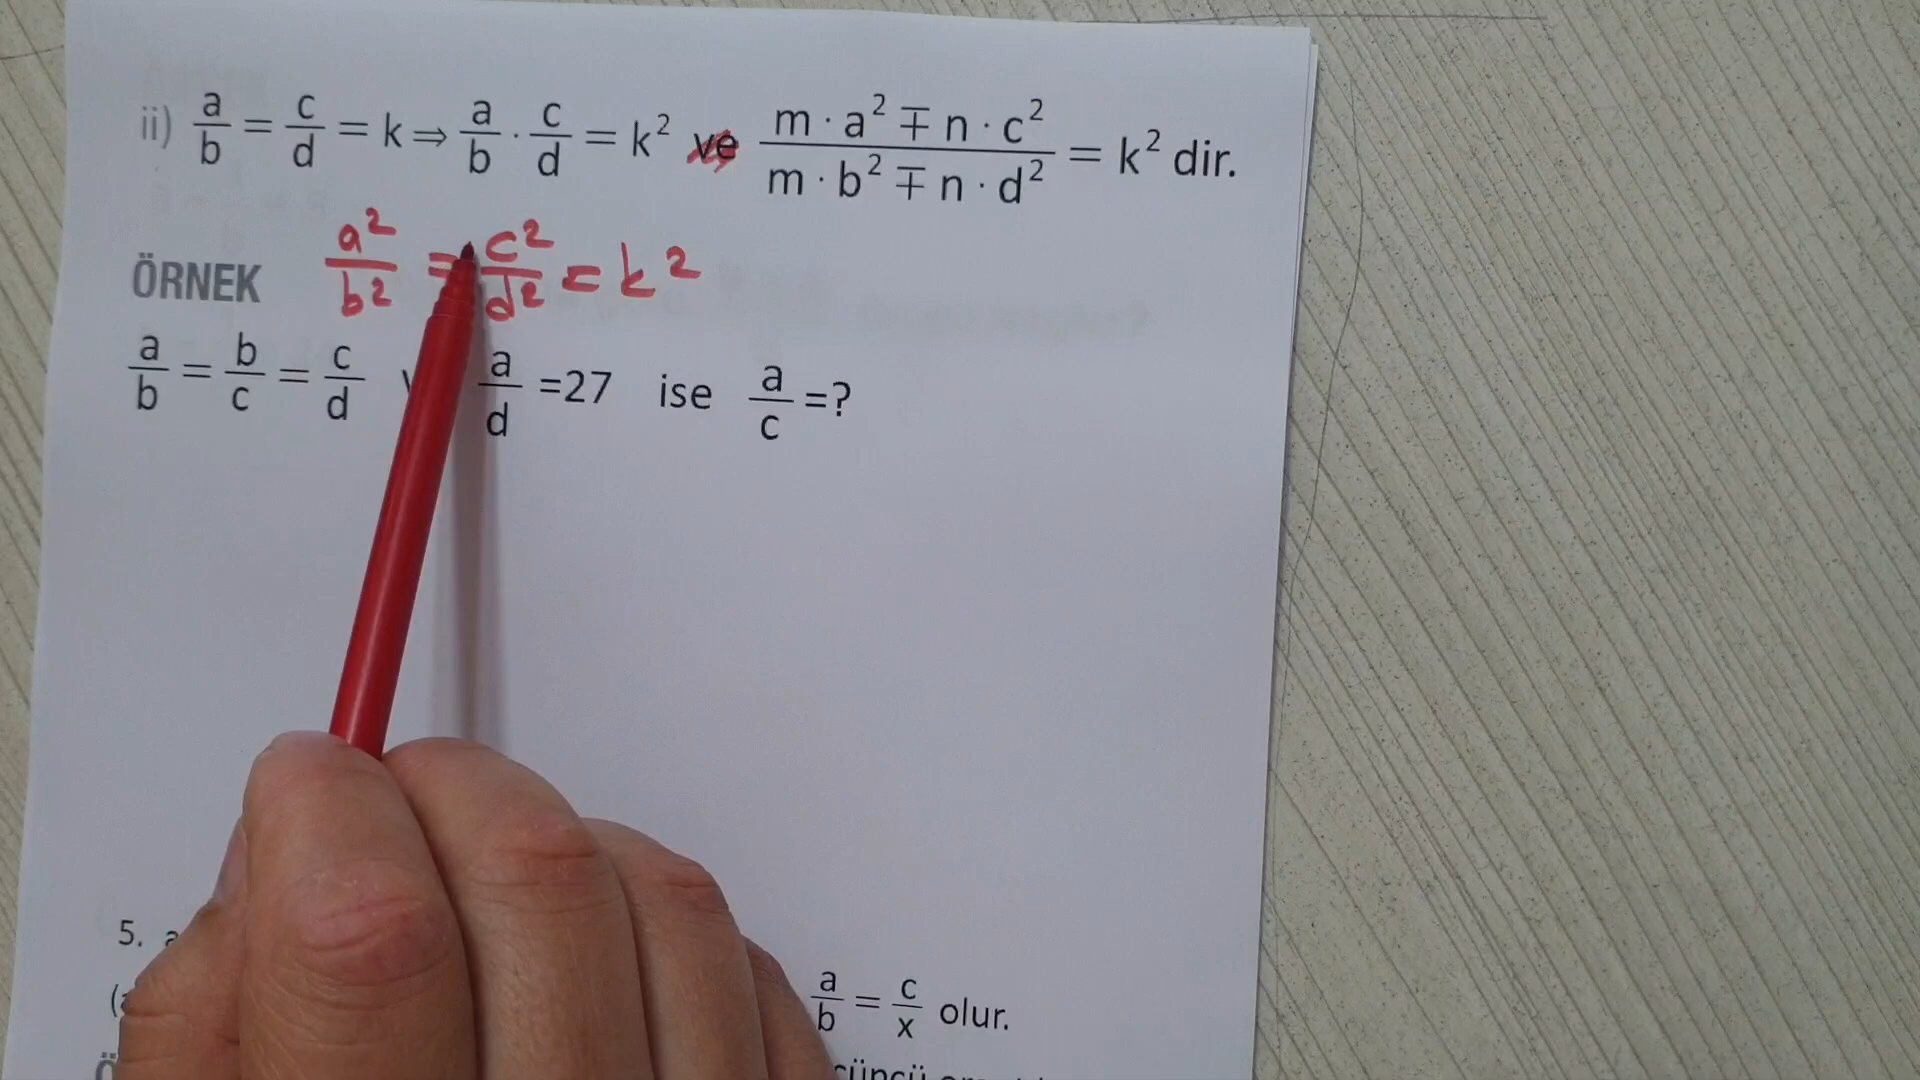 ii) a/b = c/d = k ⇒ a/b · c/d = k² ve (m · a² ∓ n · c²)/(m · b² ∓ n · d²) = k² dir.
a²/b² = c²/d² = k²
ÖRNEK
a/b = b/c = c/d a/d =27 ise a/c =?
5. a
a/b = c/x olur.